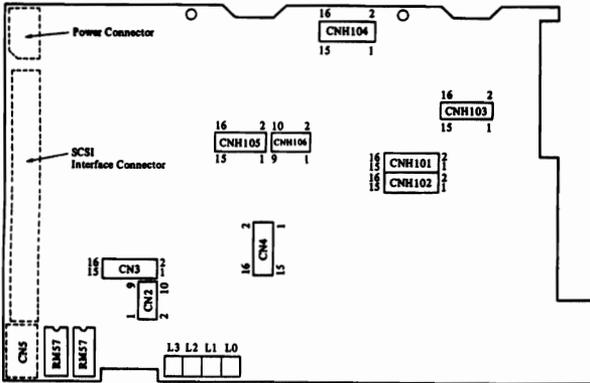 16 2
CNH104
15 1
Power Connector
16 2
CNH103
15 1
16 2
CNH105
15 1
10 2
CNH106
9 1
SCSI
Interface Connector
16 2
15 CNH101 1
16 2
15 CNH102 1
2 1
CN4
16 15
16 2
15 CN3 1
9 10
CN2
1 2
CN5
RM57
RM57
L3 L2 L1 L0